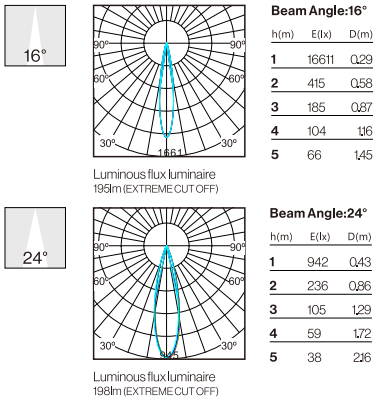 16°
90°
90°
60°
60°
30°
30°
1661
Luminous flux luminaire
195lm (EXTREME CUT OFF)
Beam Angle:16°
h(m) E(lx) D(m)
1 16611 0.29
2 415 0.58
3 185 0.87
4 104 1.16
5 66 1.45
24°
90°
90°
60°
60°
30°
30°
945
Luminous flux luminaire
198lm (EXTREME CUT OFF)
Beam Angle:24°
h(m) E(lx) D(m)
1 942 0.43
2 236 0.86
3 105 1.29
4 59 1.72
5 38 2.16